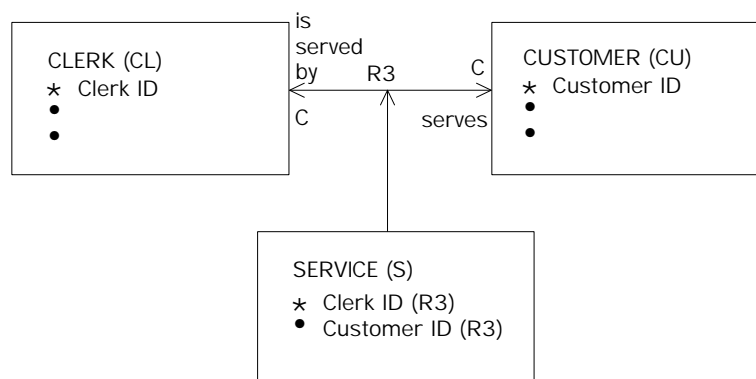 CLERK (CL)
* Clerk ID
•
•
is
served
by
R3
C
C
serves
CUSTOMER (CU)
* Customer ID
•
•
SERVICE (S)
* Clerk ID (R3)
• Customer ID (R3)